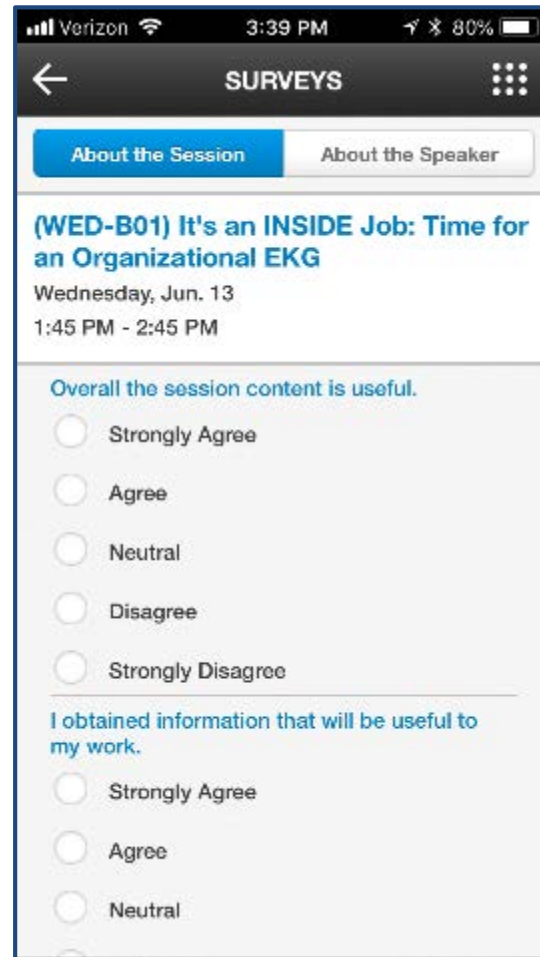 Verizon 3:39 PM 80%
SURVEYS
About the Session About the Speaker
(WED-B01) It's an INSIDE Job: Time for
an Organizational EKG
Wednesday, Jun. 13
1:45 PM - 2:45 PM
Overall the session content is useful.
Strongly Agree
Agree
Neutral
Disagree
Strongly Disagree
I obtained information that will be useful to
my work.
Strongly Agree
Agree
Neutral